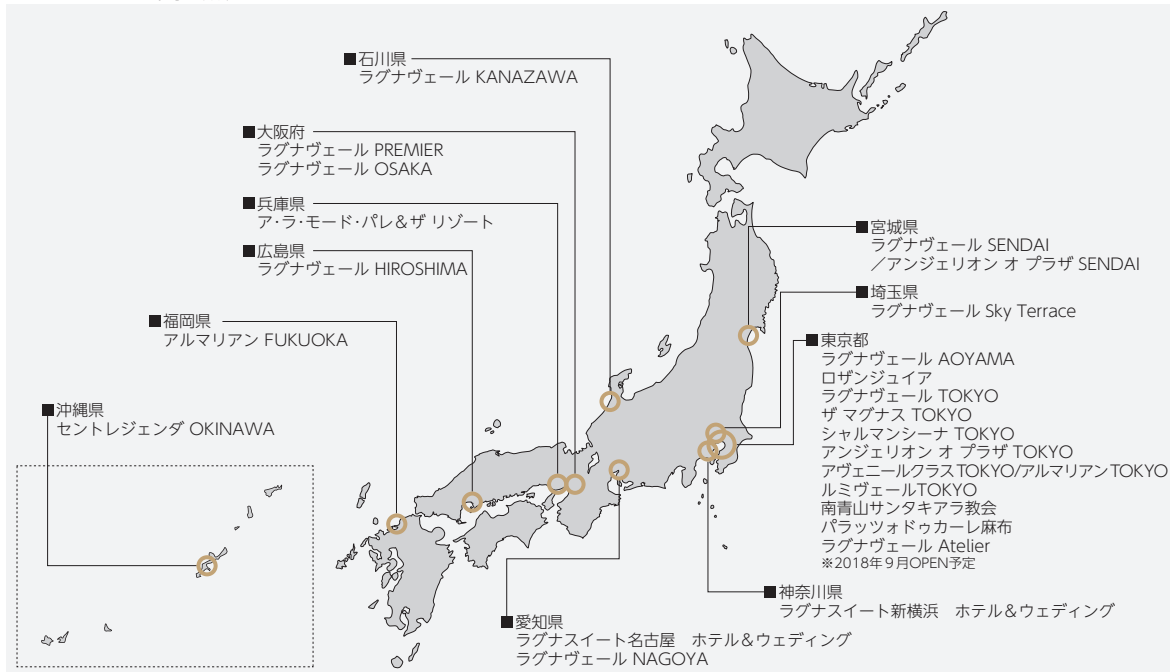 ■石川県
ラグナヴェール KANAZAWA
■大阪府
ラグナヴェール PREMIER
ラグナヴェール OSAKA
■兵庫県
ア・ラ・モード・パレ＆ザ リゾート
■広島県
ラグナヴェール HIROSHIMA
■福岡県
アルマリアン FUKUOKA
■沖縄県
セントレジェンダ OKINAWA
■宮城県
ラグナヴェール SENDAI
／アンジェリオン オ プラザ SENDAI
■埼玉県
ラグナヴェール Sky Terrace
■東京都
ラグナヴェール AOYAMA
ロザンジュイア
ラグナヴェール TOKYO
ザ マグナス TOKYO
シャルマンシーナ TOKYO
アンジェリオン オ プラザ TOKYO
アヴェニールクラスTOKYO/アルマリアンTOKYO
ルミヴェールTOKYO
南青山サンタキアラ教会
パラッツォドゥカーレ麻布
ラグナヴェール Atelier
※2018年9月OPEN予定
■神奈川県
ラグナスイート新横浜　ホテル＆ウェディング
■愛知県
ラグナスイート名古屋　ホテル＆ウェディング
ラグナヴェール NAGOYA